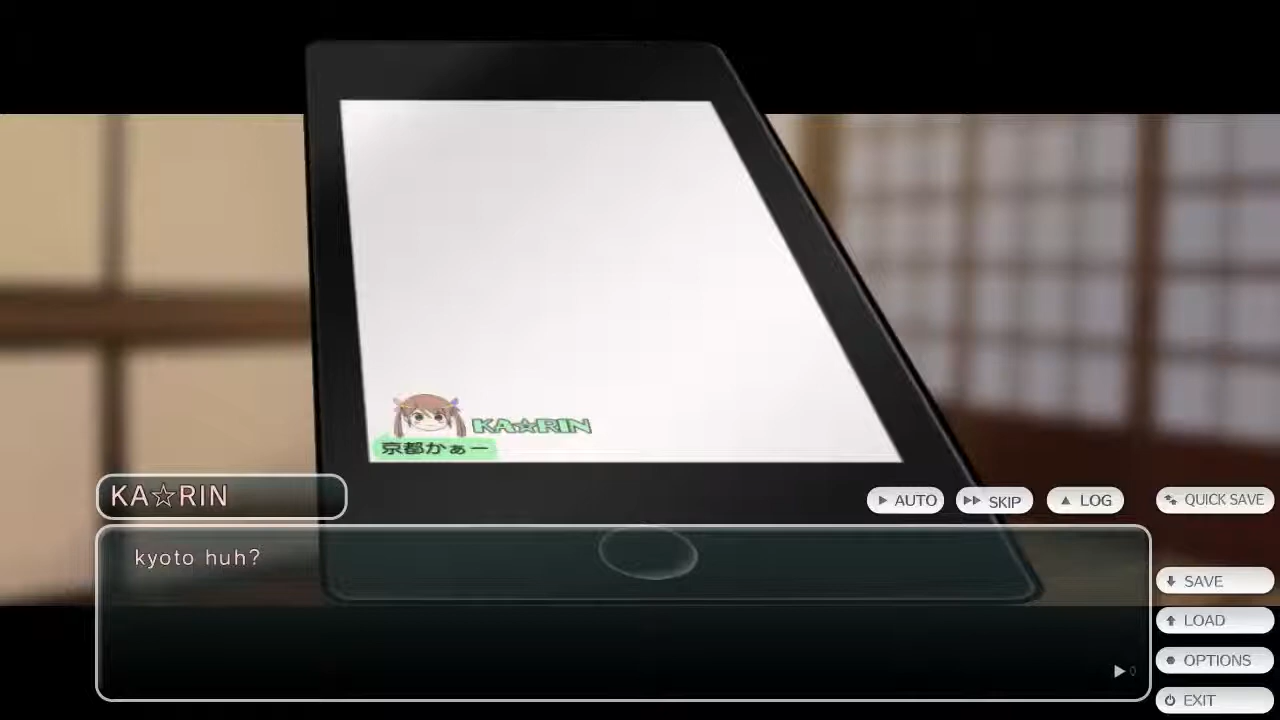 KA☆RIN
京都かぁー
KA☆RIN
AUTO
SKIP
LOG
QUICK SAVE
kyoto huh?
SAVE
LOAD
OPTIONS
EXIT
0